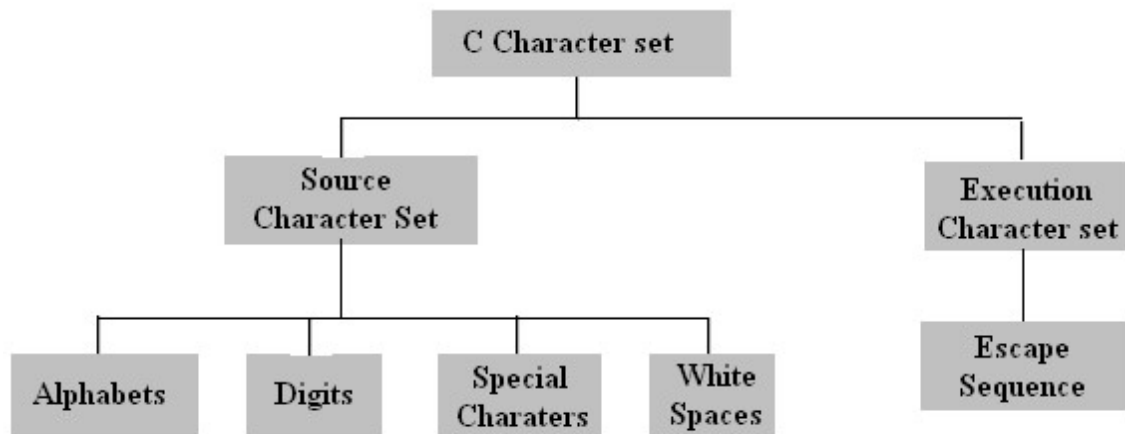 C Character set
Source
Character Set
Execution
Character set
Alphabets
Digits
Special
Charaters
White
Spaces
Escape
Sequence